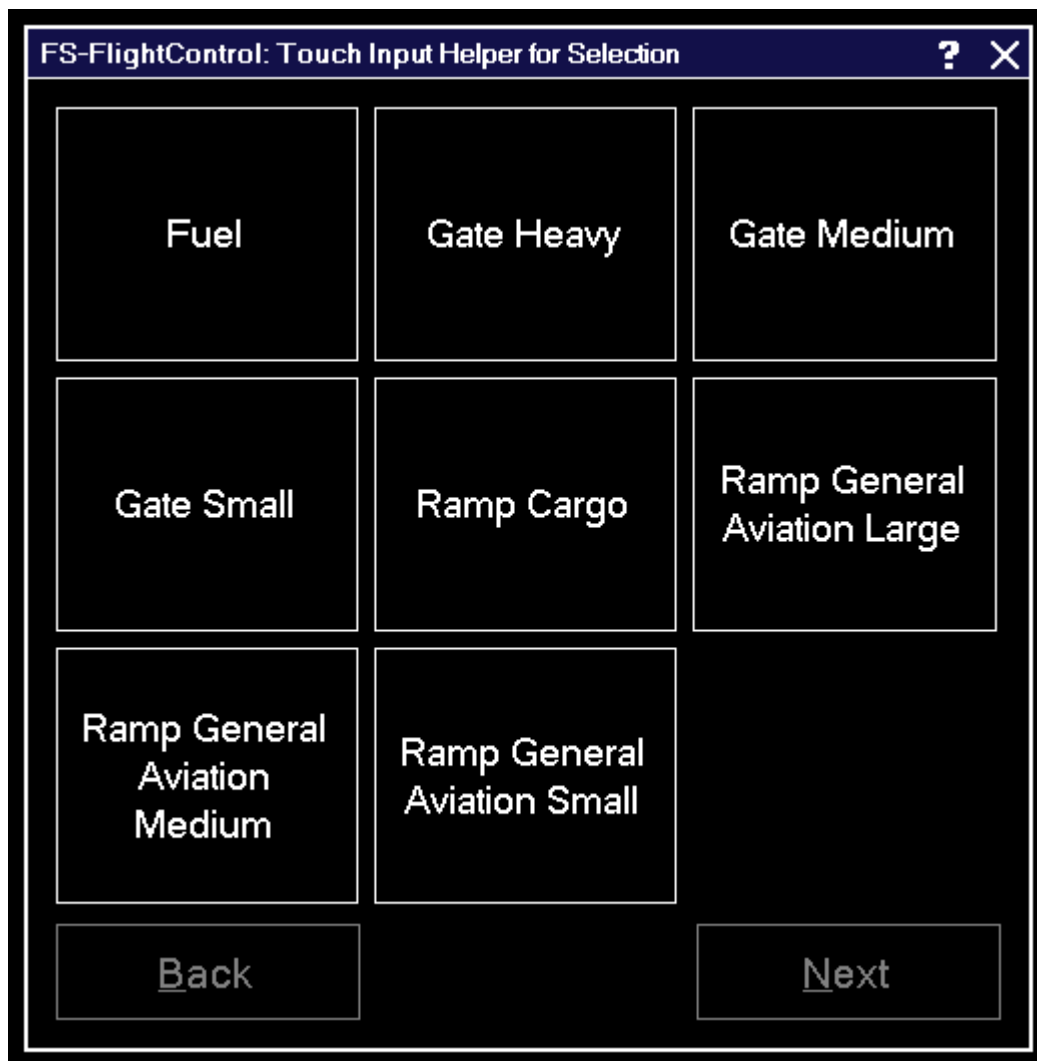 FS-FlightControl: Touch Input Helper for Selection ? X
Fuel
Gate Heavy
Gate Medium
Gate Small
Ramp Cargo
Ramp General
Aviation Large
Ramp General
Aviation
Medium
Ramp General
Aviation Small
Back
Next